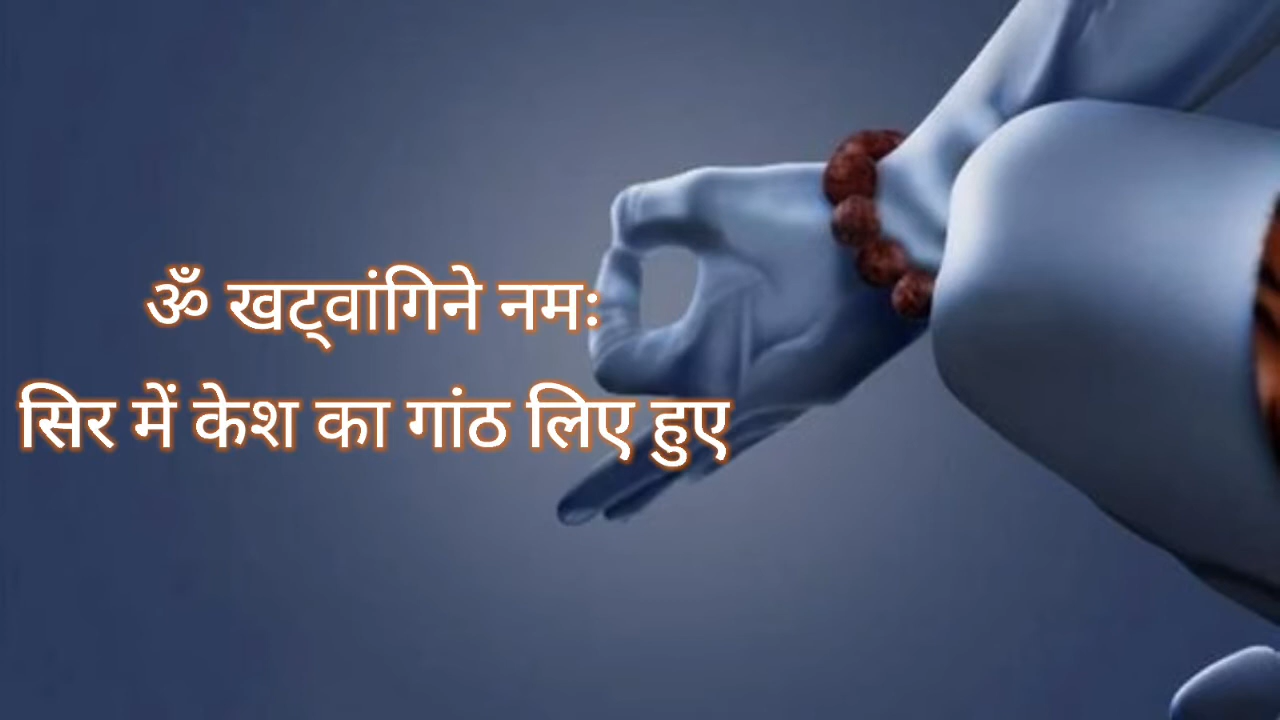 ॐ खट्वांगिने नमः
सिर में केश का गांठ लिए हुए